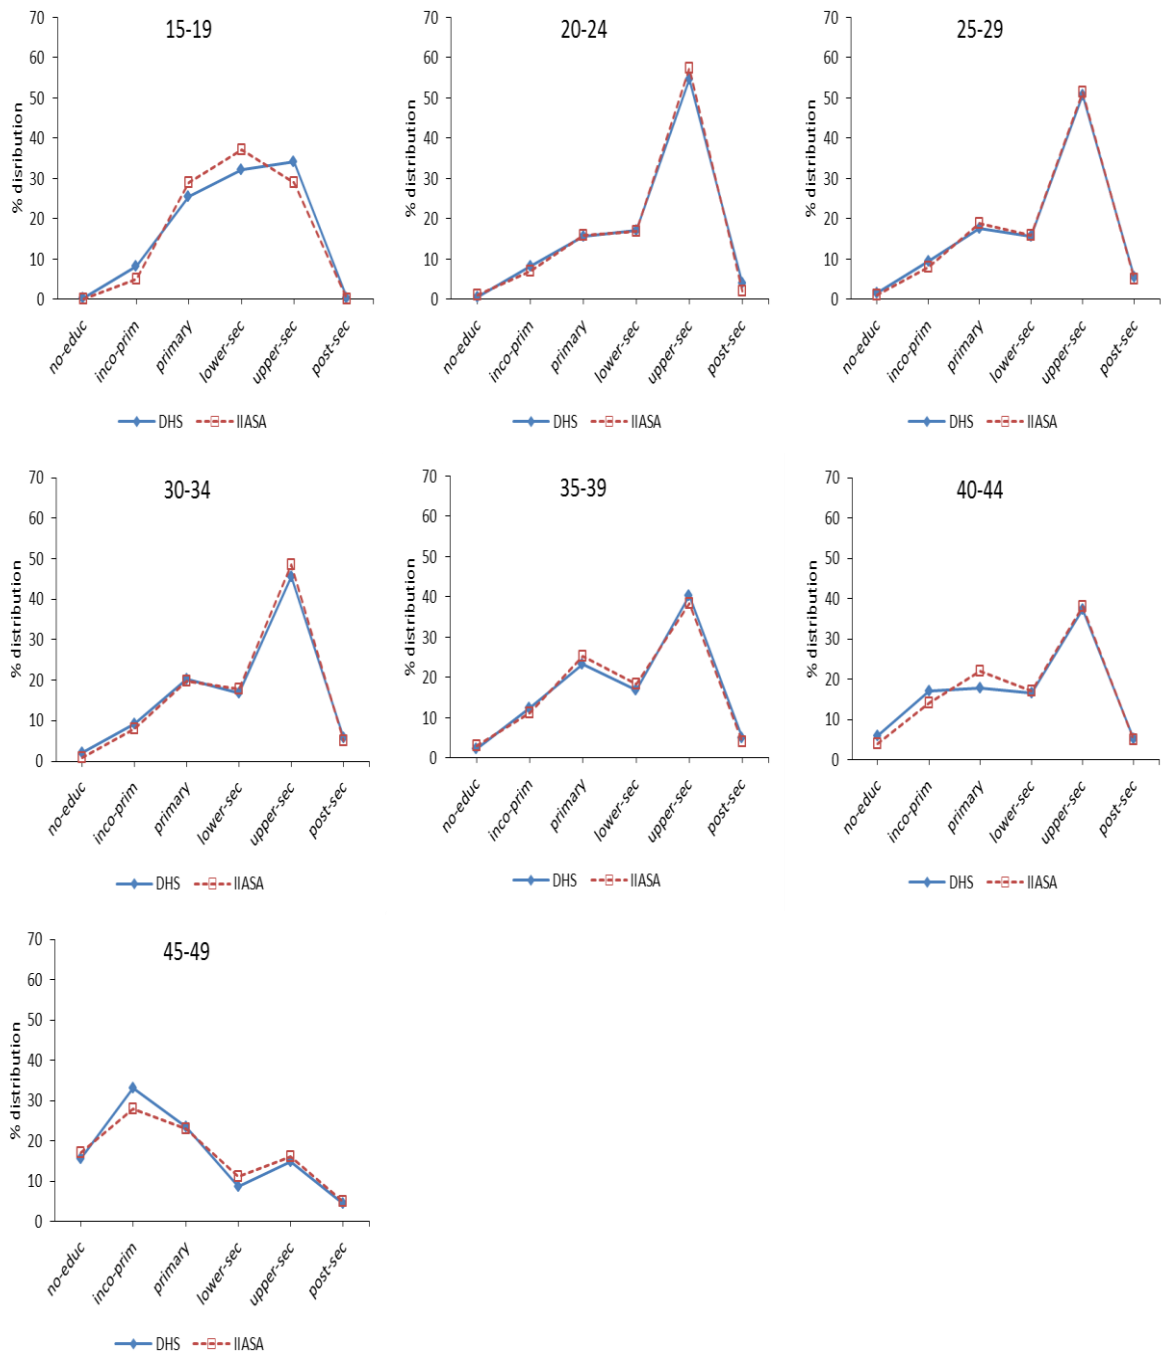 15-19
% distribution
70
60
50
40
30
20
10
0
no-educ
inco-prim
primary
lower-sec
upper-sec
post-sec
DHS IIASA
20-24
% distribution
70
60
50
40
30
20
10
0
no-educ
inco-prim
primary
lower-sec
upper-sec
post-sec
DHS IIASA
25-29
% distribution
70
60
50
40
30
20
10
0
no-educ
inco-prim
primary
lower-sec
upper-sec
post-sec
DHS IIASA
30-34
% distribution
70
60
50
40
30
20
10
0
no-educ
inco-prim
primary
lower-sec
upper-sec
post-sec
DHS IIASA
35-39
% distribution
70
60
50
40
30
20
10
0
no-educ
inco-prim
primary
lower-sec
upper-sec
post-sec
DHS IIASA
40-44
% distribution
70
60
50
40
30
20
10
0
no-educ
inco-prim
primary
lower-sec
upper-sec
post-sec
DHS IIASA
45-49
% distribution
70
60
50
40
30
20
10
0
no-educ
inco-prim
primary
lower-sec
upper-sec
post-sec
DHS IIASA